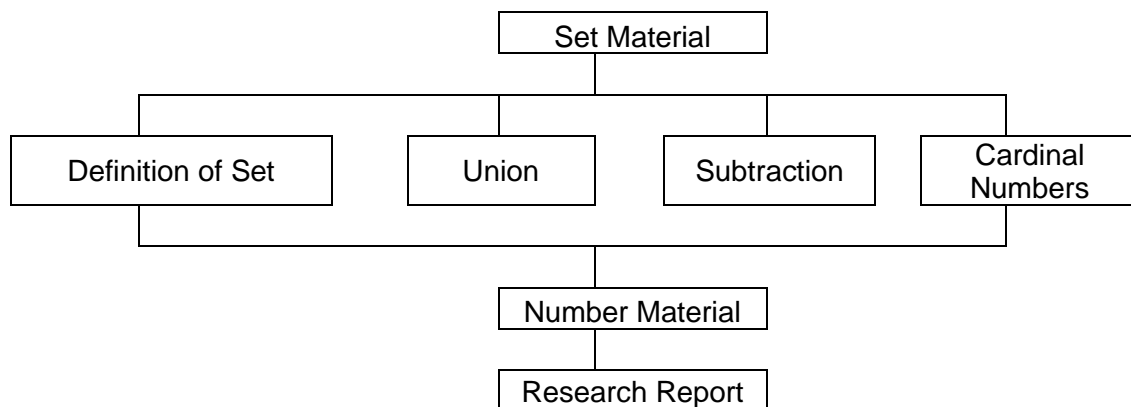 Set Material
Definition of Set
Union
Subtraction
Cardinal
Numbers
Number Material
Research Report